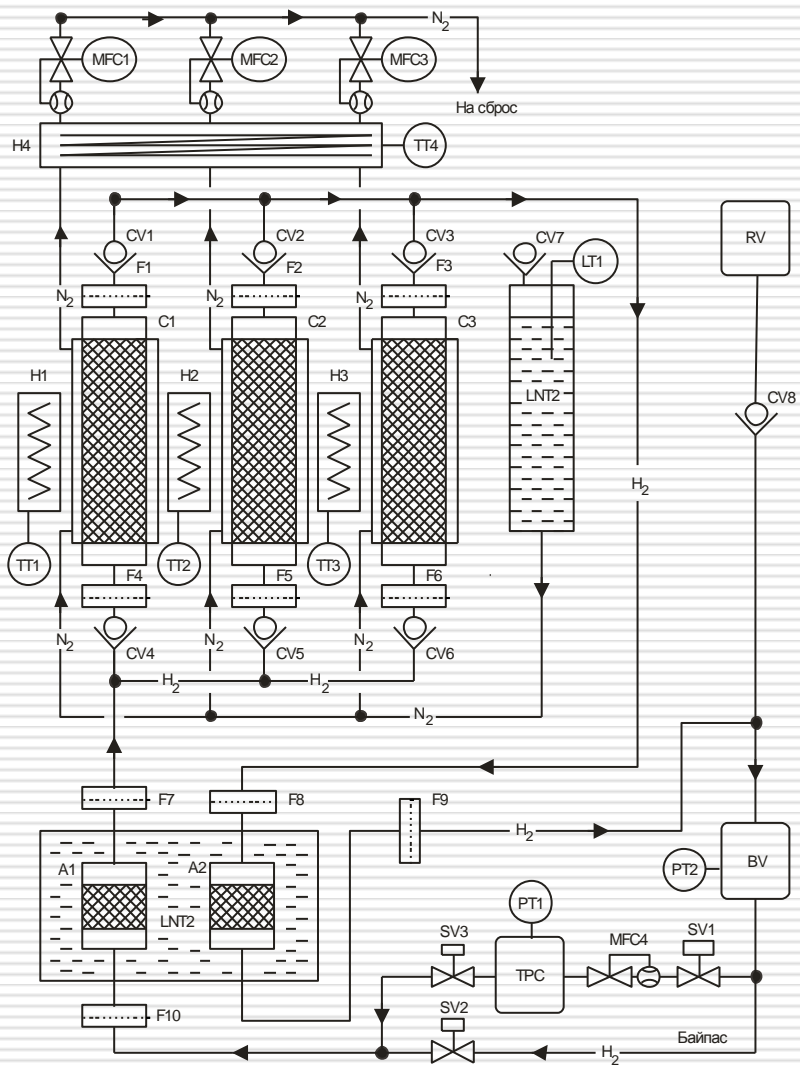 N2
MFC1 MFC2 MFC3
На сброс
H4 TT4
CV1 CV2 CV3 CV7 RV
F1 F2 F3 LT1
N2 N2 N2
C1 C2 C3
H1 H2 H3
LNT2 CV8
H2
TT1 TT2 TT3
F4 F5 F6
N2 N2 N2
CV4 CV5 CV6
H2 H2
N2
F7 F8 F9
H2
A1 A2 PT2 BV
LNT2 PT1
SV3 MFC4 SV1
TPC
F10 SV2
Байпас
H2